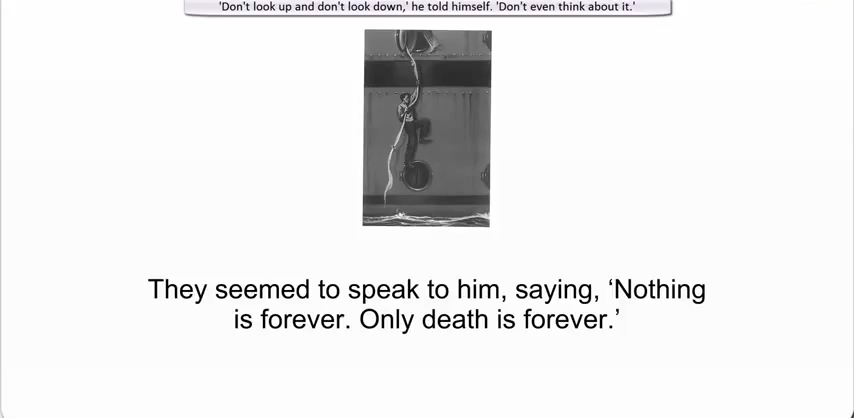 'Don't look up and don't look down,' he told himself. 'Don't even think about it.'
They seemed to speak to him, saying, ‘Nothing
is forever. Only death is forever.’